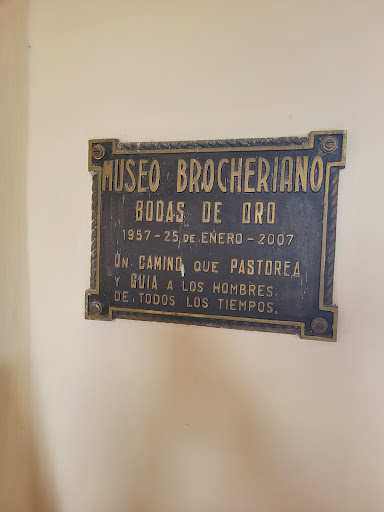 MUSEO BROCHERIANO
BODAS DE ORO
1957-25 DE ENERO-2007
UN CAMINO QUE PASTOREA
Y GUIA A LOS HOMBRES.
DE TODOS LOS TIEMPOS.